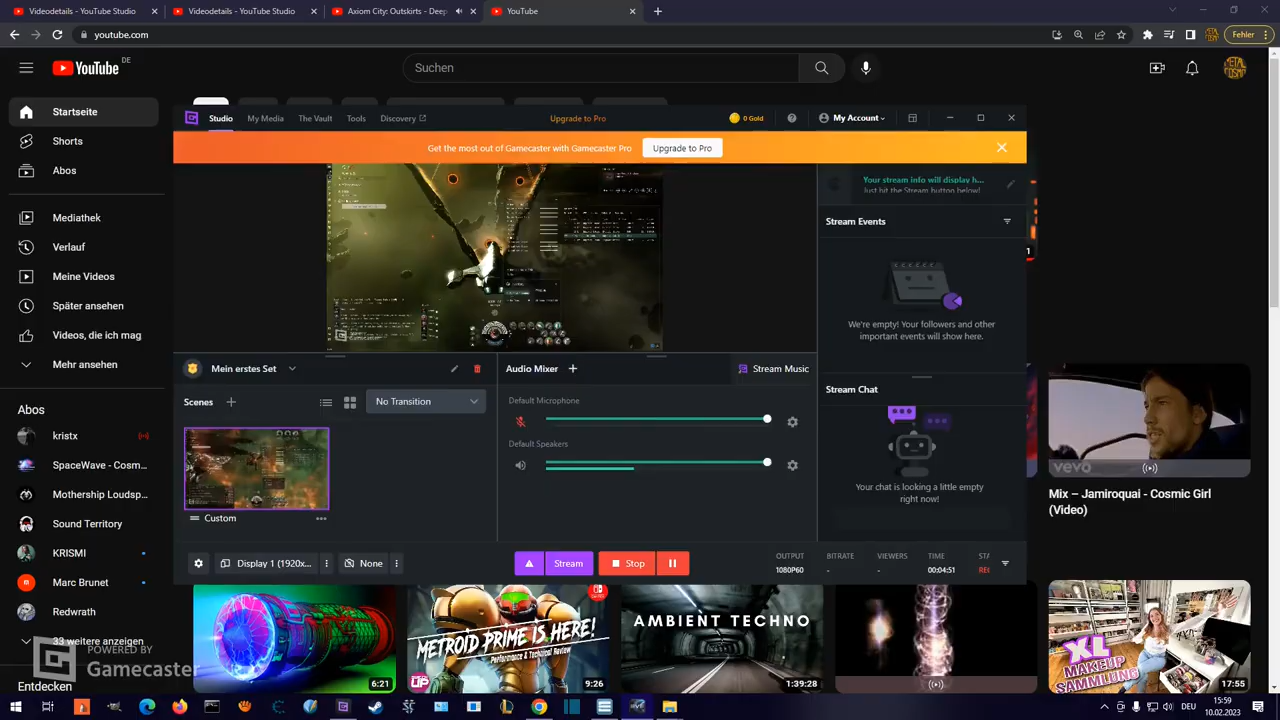 Videodetails - YouTube Studio
Videodetails - YouTube Studio
Axiom City: Outskirts - Deep
YouTube
youtube.com
Fehler
YouTube DE
Suchen
Startseite
Shorts
Abos
Mediathek
Verlauf
Meine Videos
Später ansehen
Videos, die ich mag
Mehr ansehen
Abos
kristx
SpaceWave - Cosm...
Mothership Loudsp...
Sound Territory
KRISMI
Marc Brunet
Redwrath
33 weitere anzeigen
Entdecken
Studio
My Media
The Vault
Tools
Discovery
Upgrade to Pro
0 Gold
My Account
Get the most out of Gamecaster with Gamecaster Pro
Upgrade to Pro
Your stream info will display h...
Just hit the Stream button below!
Stream Events
We're empty! Your followers and other
important events will show here.
Gamecaster
Mein erstes Set
Audio Mixer
Stream Music
Stream Chat
Scenes
No Transition
Default Microphone
Default Speakers
Your chat is looking a little empty
right now!
Custom
Display 1 (1920x...
None
Stream
Stop
OUTPUT
1080P60
BITRATE
-
VIEWERS
-
TIME
00:04:51
STA
REC
vevo
Mix – Jamiroquai - Cosmic Girl
(Video)
6:21
METROID PRIME IS HERE!
Performance & Technical Review
9:26
AMBIENT TECHNO
1:39:28
XL
MAKEUP
SAMMLUNG
17:55
POWERED BY
Gamecaster
DEU
15:59
10.02.2023